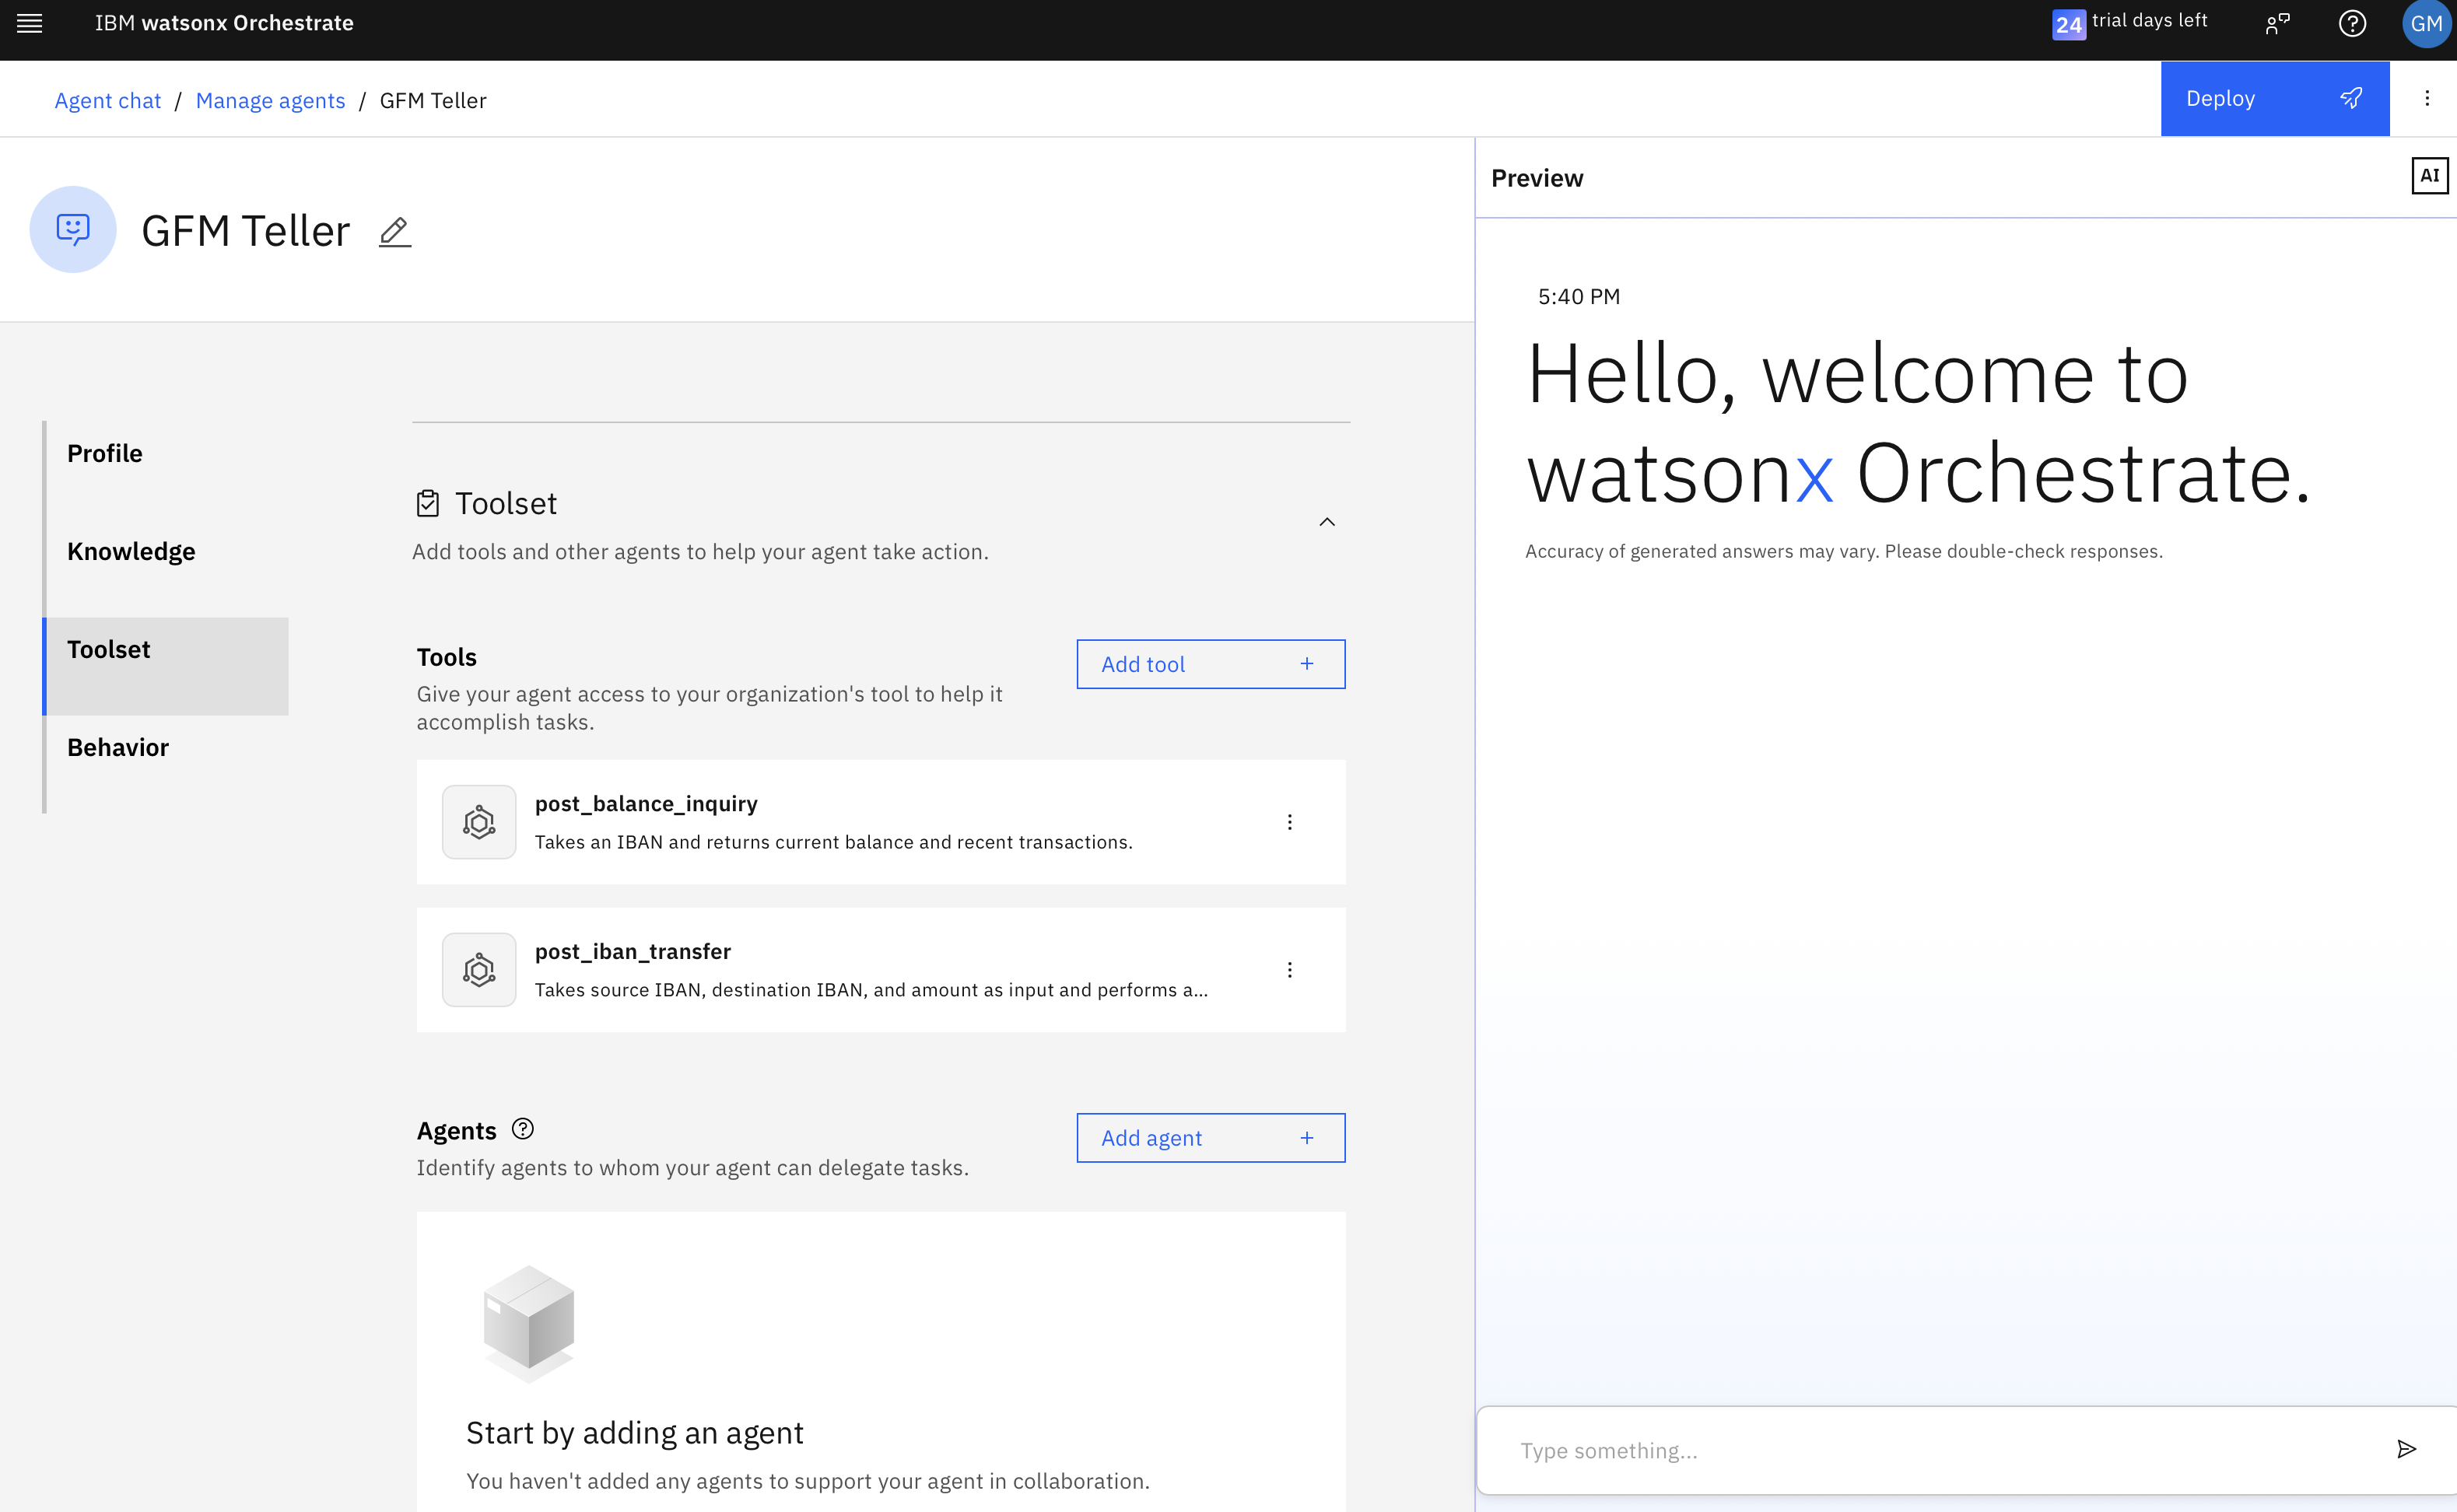 IBM watsonx Orchestrate
24 trial days left
GM
Agent chat / Manage agents / GFM Teller
Deploy
GFM Teller
Profile
Knowledge
Toolset
Behavior
Toolset
Add tools and other agents to help your agent take action.
Tools
Add tool +
Give your agent access to your organization's tool to help it
accomplish tasks.
post_balance_inquiry
Takes an IBAN and returns current balance and recent transactions.
post_iban_transfer
Takes source IBAN, destination IBAN, and amount as input and performs a...
Agents
Add agent +
Identify agents to whom your agent can delegate tasks.
Start by adding an agent
You haven't added any agents to support your agent in collaboration.
Preview
AI
5:40 PM
Hello, welcome to
watsonx Orchestrate.
Accuracy of generated answers may vary. Please double-check responses.
Type something...